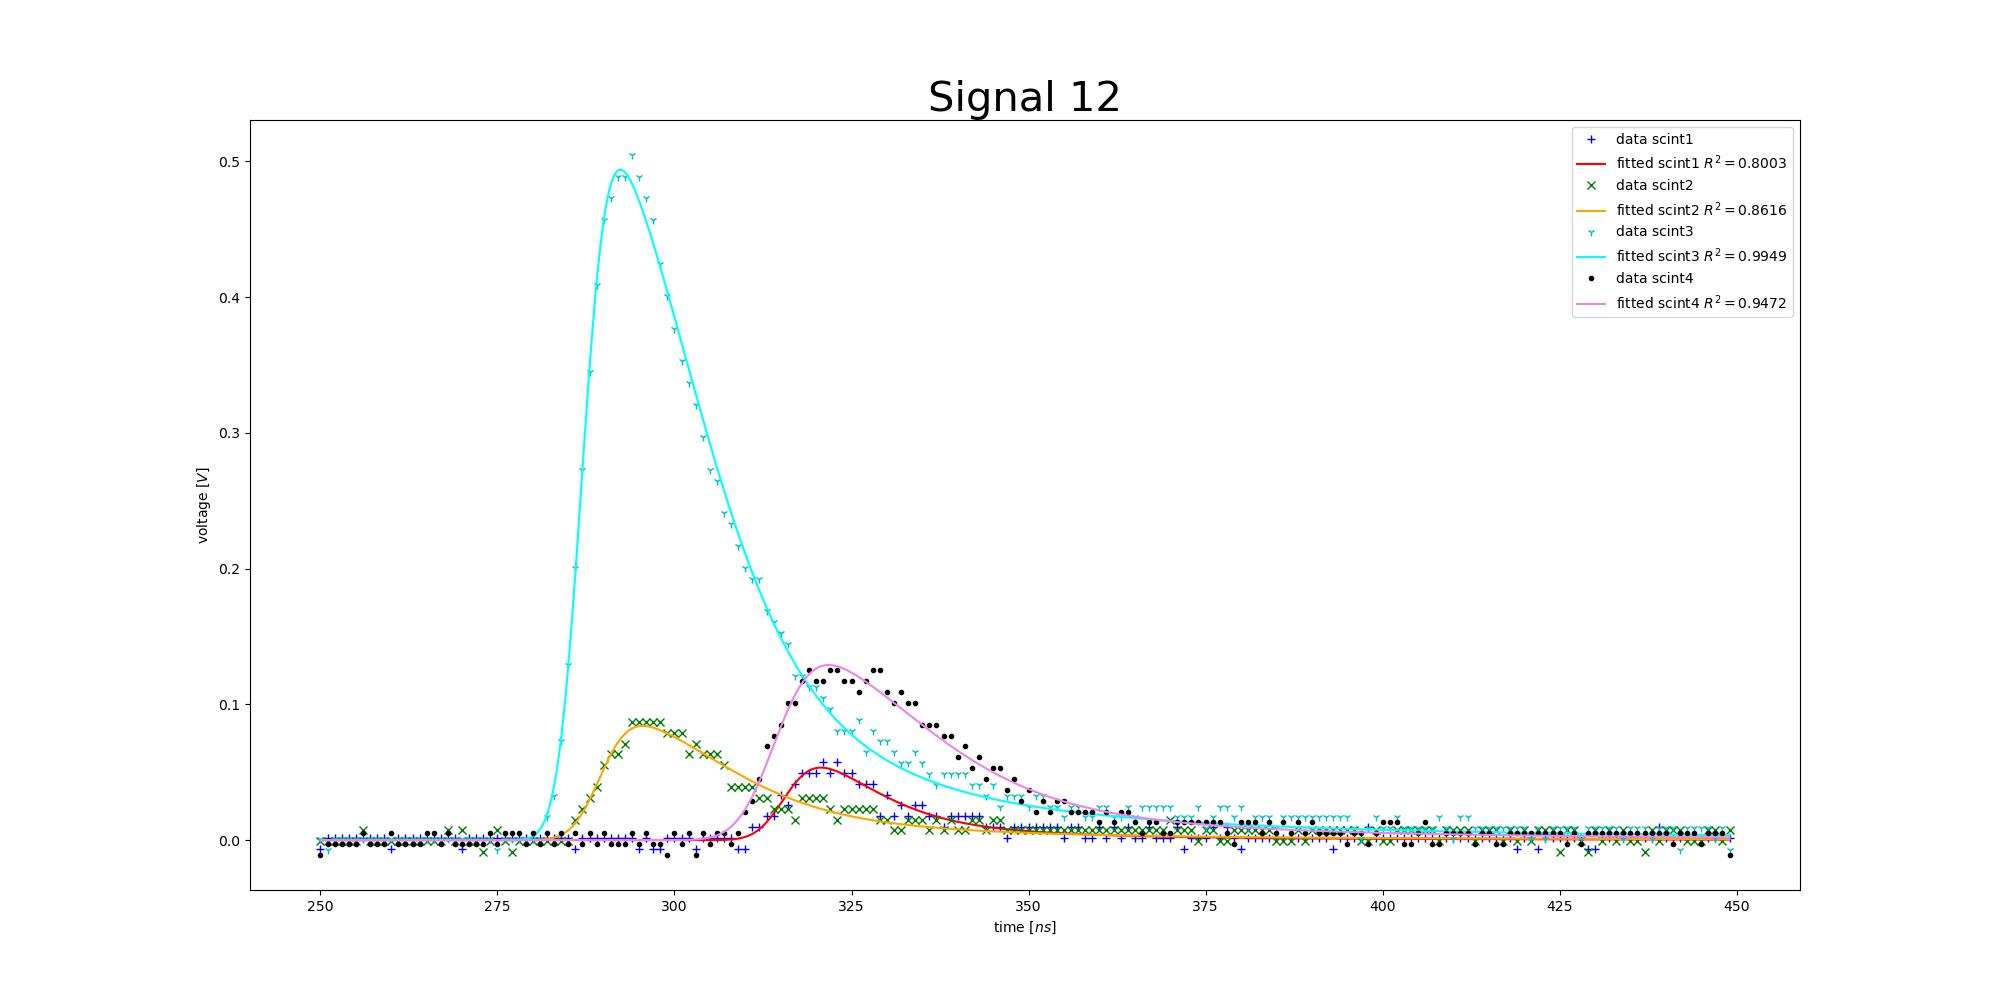 Signal 12
data scint1
fitted scint1 R² = 0.8003
data scint2
fitted scint2 R² = 0.8616
data scint3
fitted scint3 R² = 0.9949
data scint4
fitted scint4 R² = 0.9472
0.5
0.4
0.3
0.2
0.1
0.0
voltage [V]
250 275 300 325 350 375 400 425 450
time [ns]